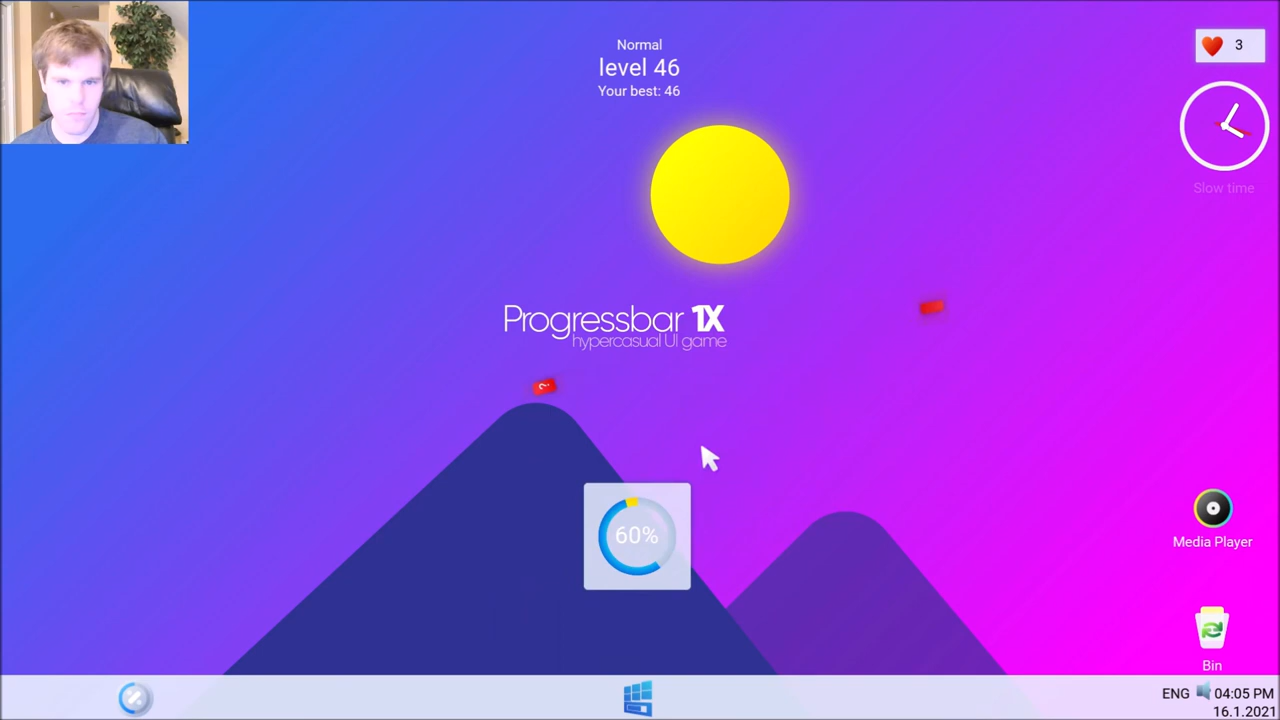 Normal
level 46
Your best: 46
3
Slow time
Progressbar 1X
hypercasual UI game
?
60%
Media Player
Bin
ENG 04:05 PM
16.1.2021